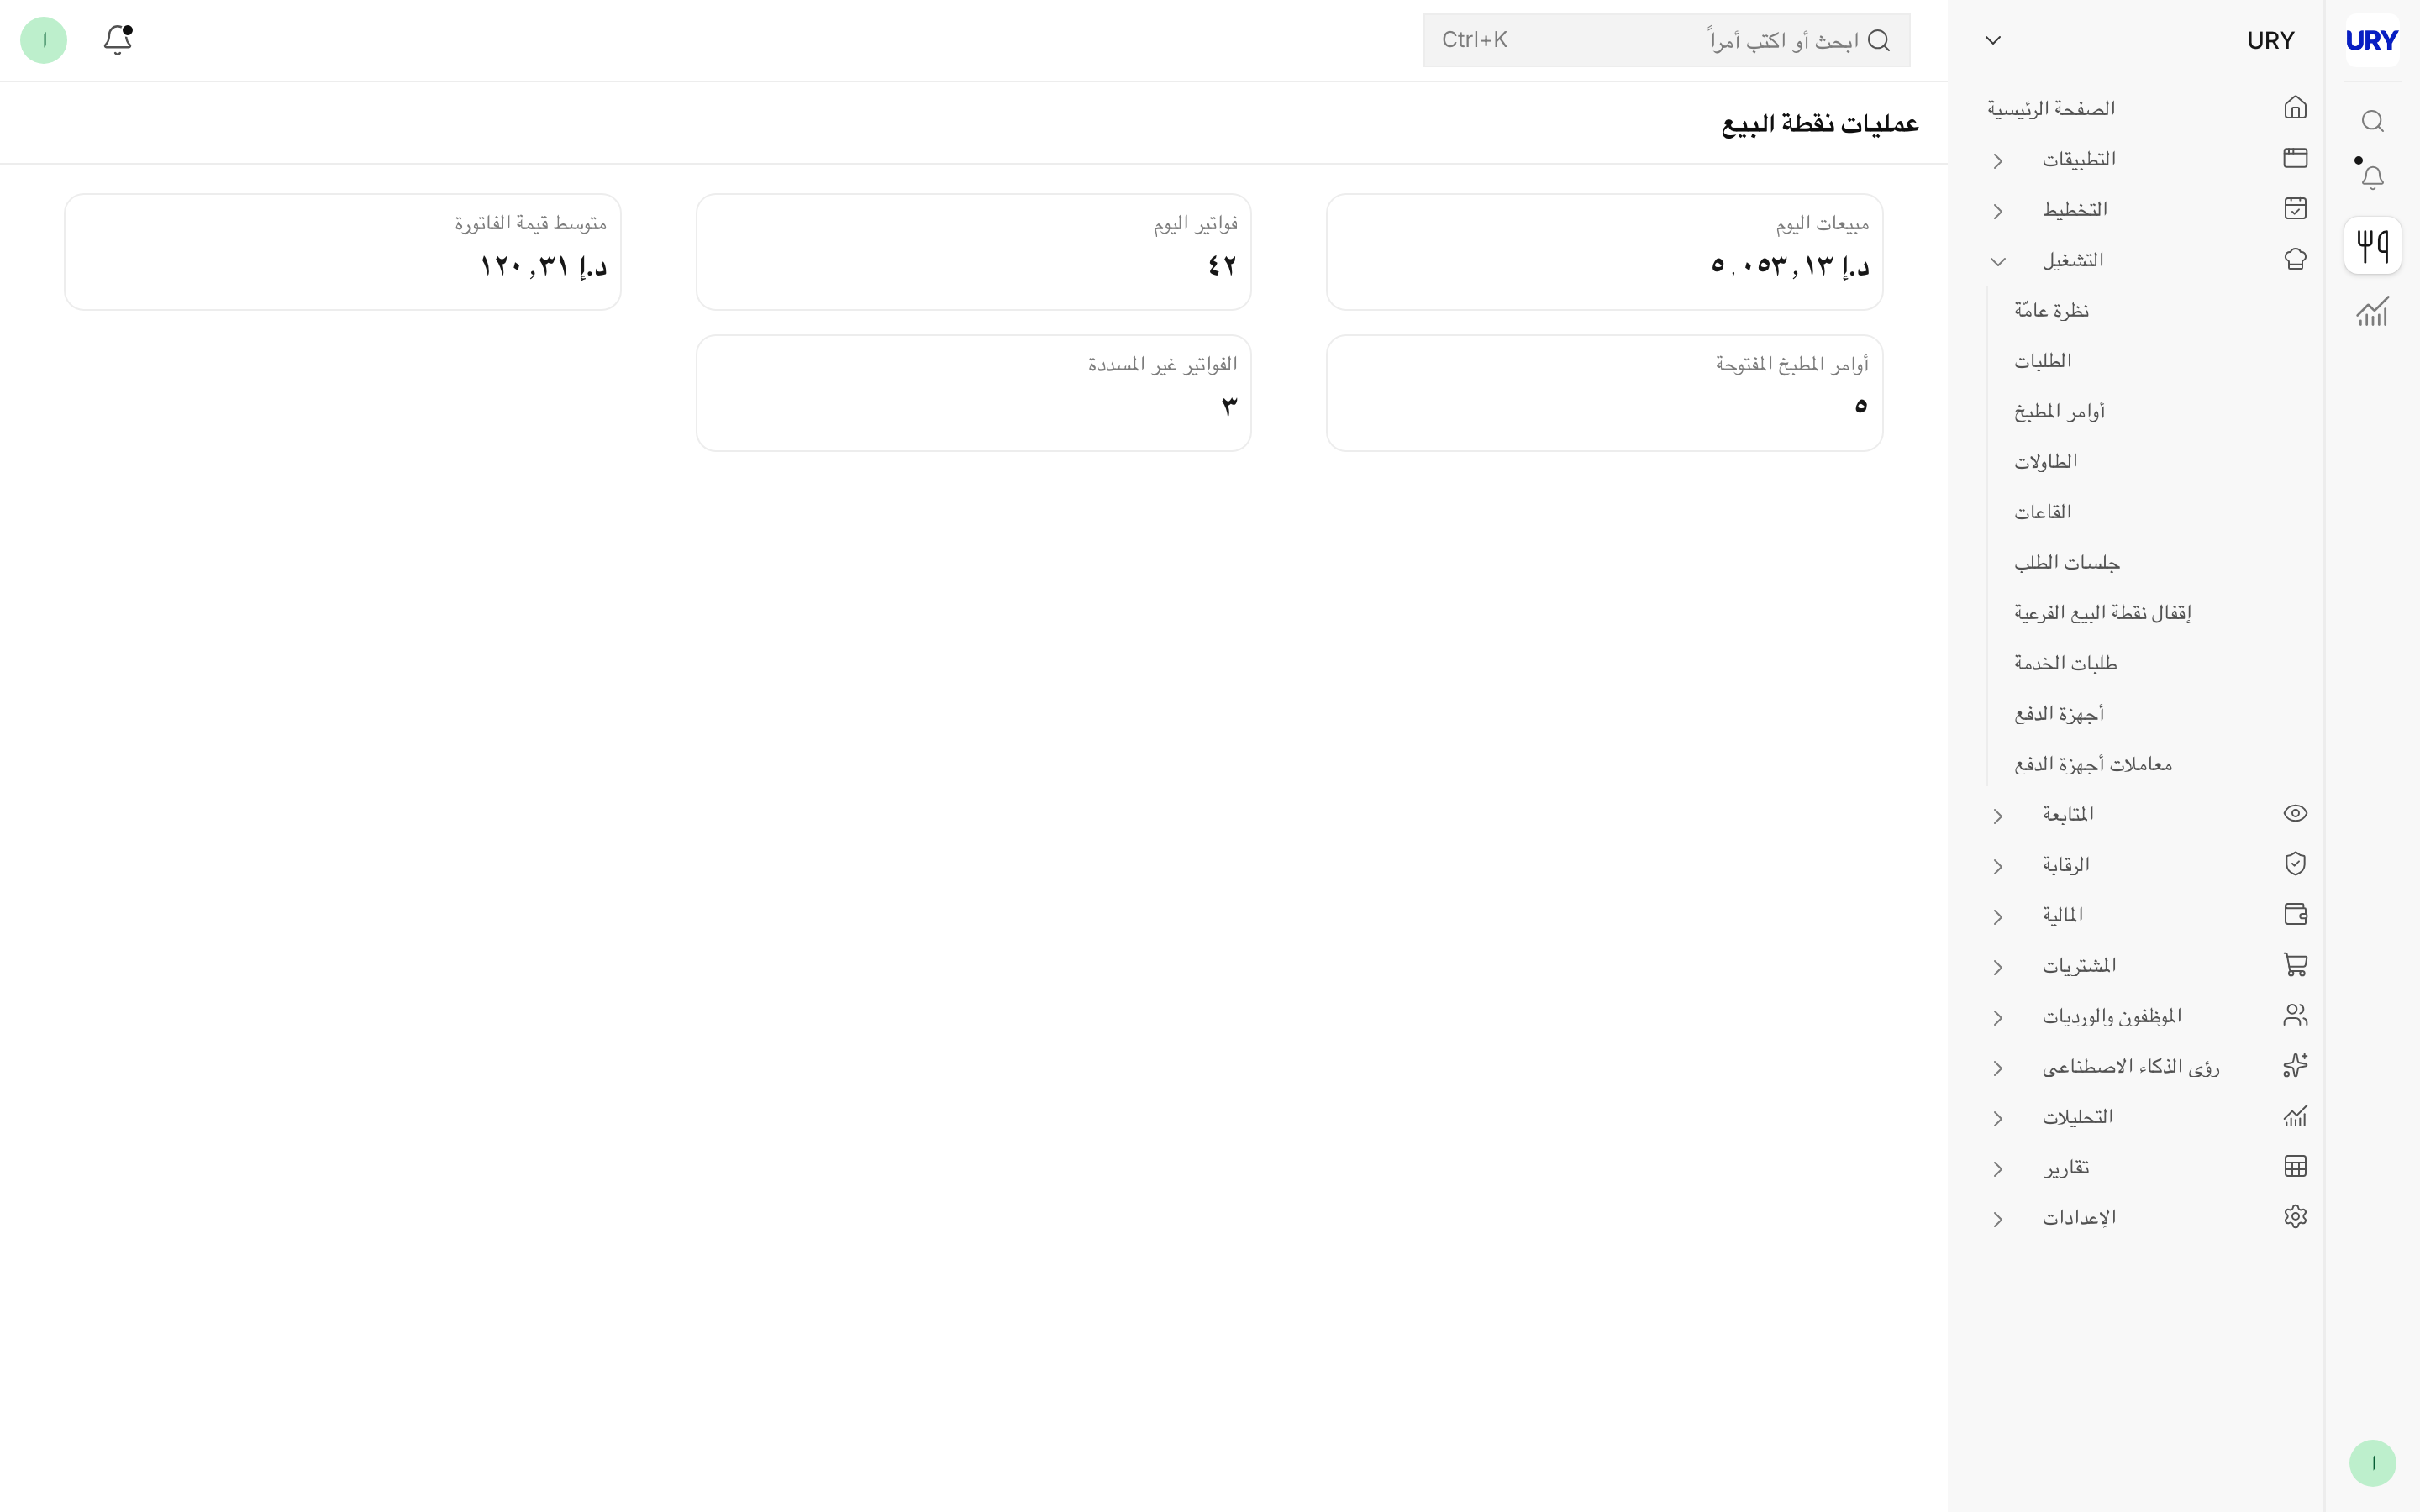 URY
URY
ابحث أو اكتب أمراً Ctrl+K
ا
الصفحة الرئيسية
التطبيقات
التخطيط
التشغيل
نظرة عامّة
الطلبات
أوامر المطبخ
الطاولات
القاعات
جلسات الطلب
إقفال نقطة البيع الفرعية
طلبات الخدمة
أجهزة الدفع
معاملات أجهزة الدفع
المتابعة
الرقابة
المالية
المشتريات
الموظفون والورديات
رؤى الذكاء الاصطناعي
التحليلات
تقارير
الإعدادات
ا
عمليات نقطة البيع
مبيعات اليوم
د.إ ٥,٠٥٣,١٣
فواتير اليوم
٤٢
متوسط قيمة الفاتورة
د.إ ١٢٠,٣١
أوامر المطبخ المفتوحة
٥
الفواتير غير المسددة
٣